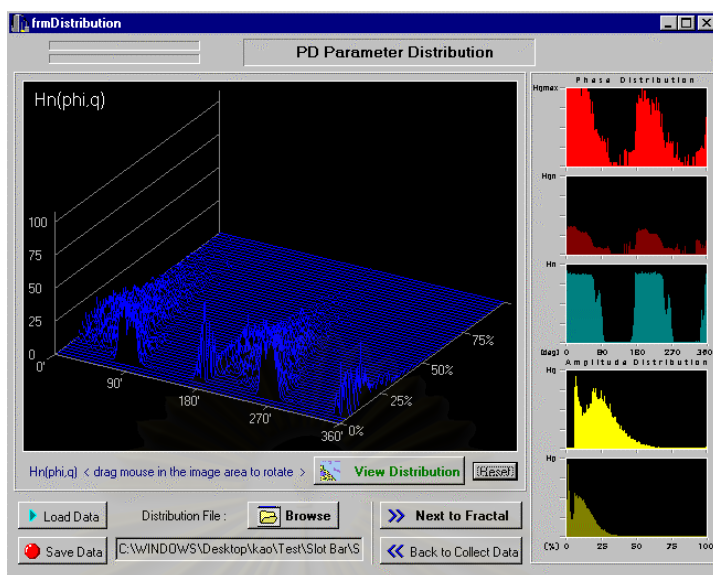 frmDistribution
PD Parameter Distribution
Hn(phi,q)
100
75
50
25
0
0'
90'
180'
270'
360'
0%
25%
50%
75%
Hn(phi,q) < drag mouse in the image area to rotate >
View Distribution
Reset
Load Data
Distribution File :
Browse
Next to Fractal
Save Data
C:\WINDOWS\Desktop\kao\Test\Slot Bar\S
Back to Collect Data
Phase Distribution
Hqmax
Hqn
Hn
(deg) 0 90 180 270 360
Amplitude Distribution
Hq
Hp
(%) 0 25 50 75 100